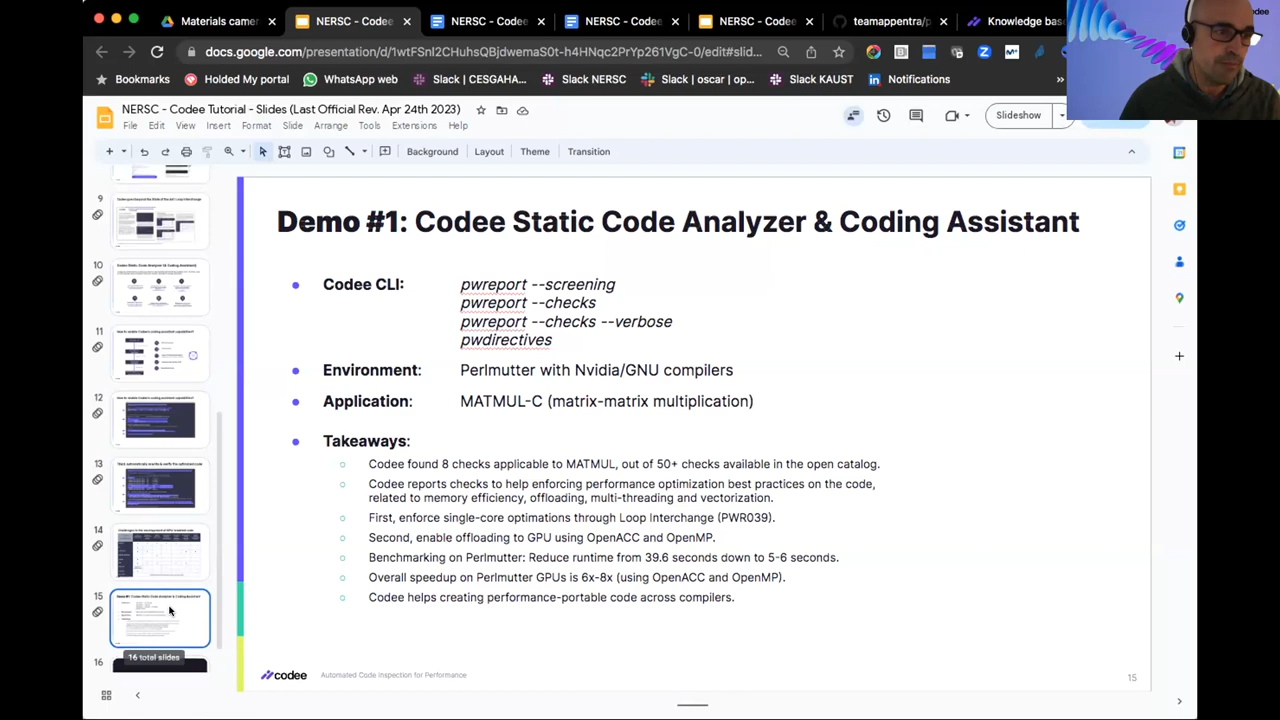 Materials camer
NERSC - Codee
NERSC - Codee
NERSC - Codee
NERSC - Codee
teamappentra/p
Knowledge bas
docs.google.com/presentation/d/1wtFSnI2CHuhsQBjdwemaS0t-h4HNqc2PrYp261VgC-0/edit#slid...
Bookmarks
Holded My portal
WhatsApp web
Slack | CESGAHA...
Slack NERSC
Slack | oscar | op...
Slack KAUST
Notifications
»
NERSC - Codee Tutorial - Slides (Last Official Rev. Apr 24th 2023)
File Edit View Insert Format Slide Arrange Tools Extensions Help
Slideshow
Background Layout Theme Transition
9
10
Codee Static Code Analyzer & Coding Assistant
11
12
13
14
15
16 total slides
16
Demo #1: Codee Static Code Analyzer & Coding Assistant
Codee CLI: pwreport --screening
pwreport --checks
pwreport --checks --verbose
pwdirectives
Environment: Perlmutter with Nvidia/GNU compilers
Application: MATMUL-C (matrix-matrix multiplication)
Takeaways:
Codee found 8 checks applicable to MATMUL, out of 50+ checks available in the open catalog.
Codee reports checks to help enfording performance optimization best practices on the code,
related to memory efficiency, offloading, multi-threading and vectorization.
First, enforce single-core optimations through Loop Interchange (PWR039).
Second, enable offloading to GPU using OpenACC and OpenMP.
Benchmarking on Perlmutter: Reduce runtime from 39.6 seconds down to 5-6 seconds.
Overall speedup on Perlmutter GPUs is 6x-8x (using OpenACC and OpenMP).
Codee helps creating performance portable code across compilers.
codee
Automated Code Inspection for Performance
15